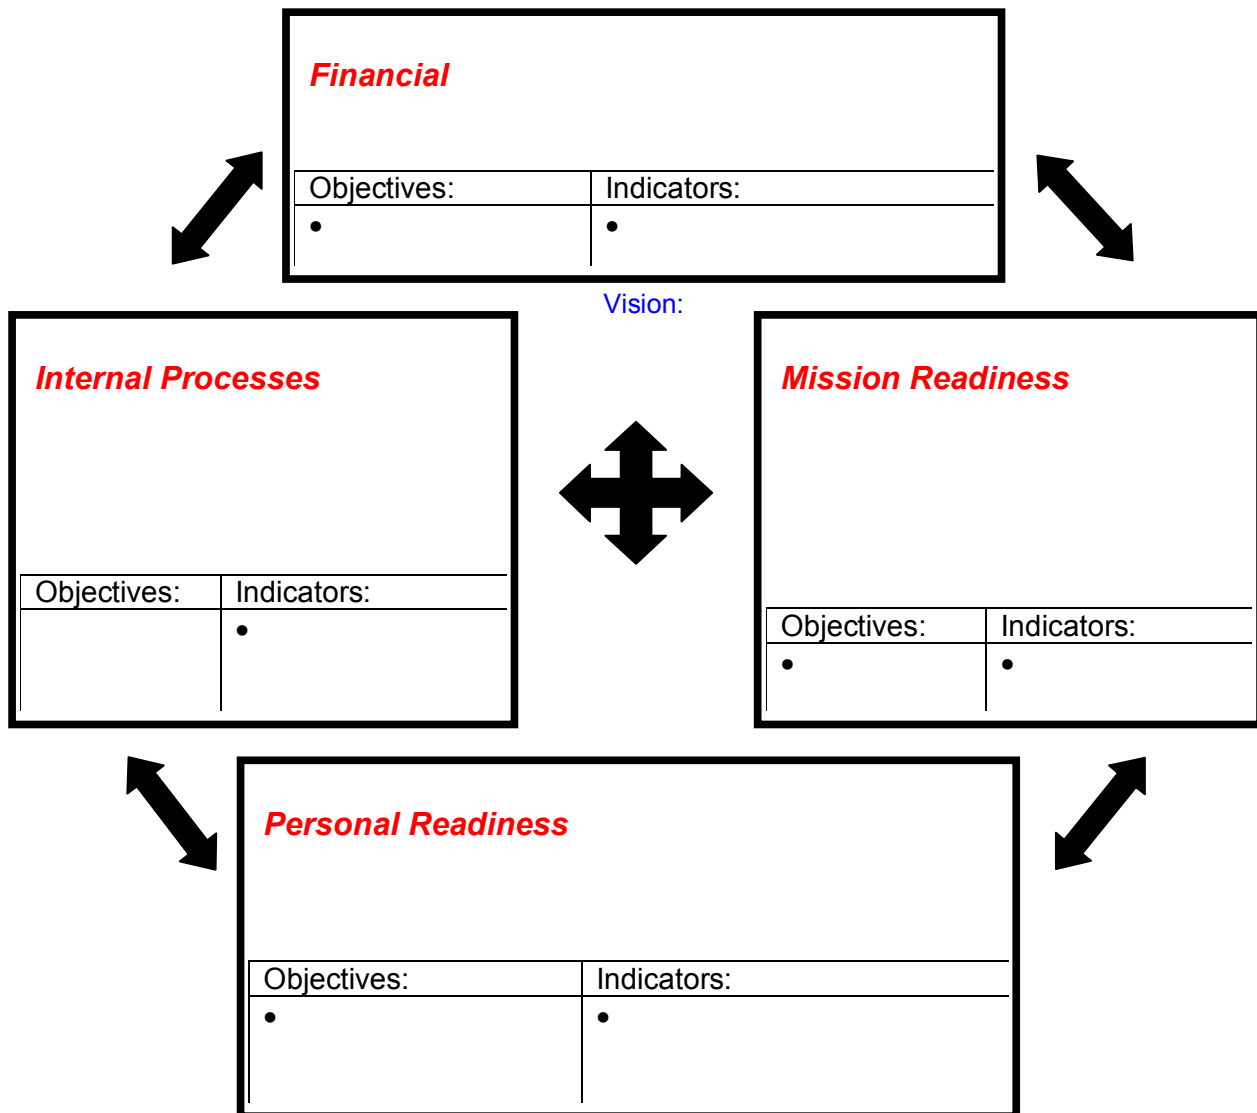 Financial
Objectives: Indicators:
• •
Vision:
Internal Processes
Objectives: Indicators:
•
Mission Readiness
Objectives: Indicators:
• •
Personal Readiness
Objectives: Indicators:
• •